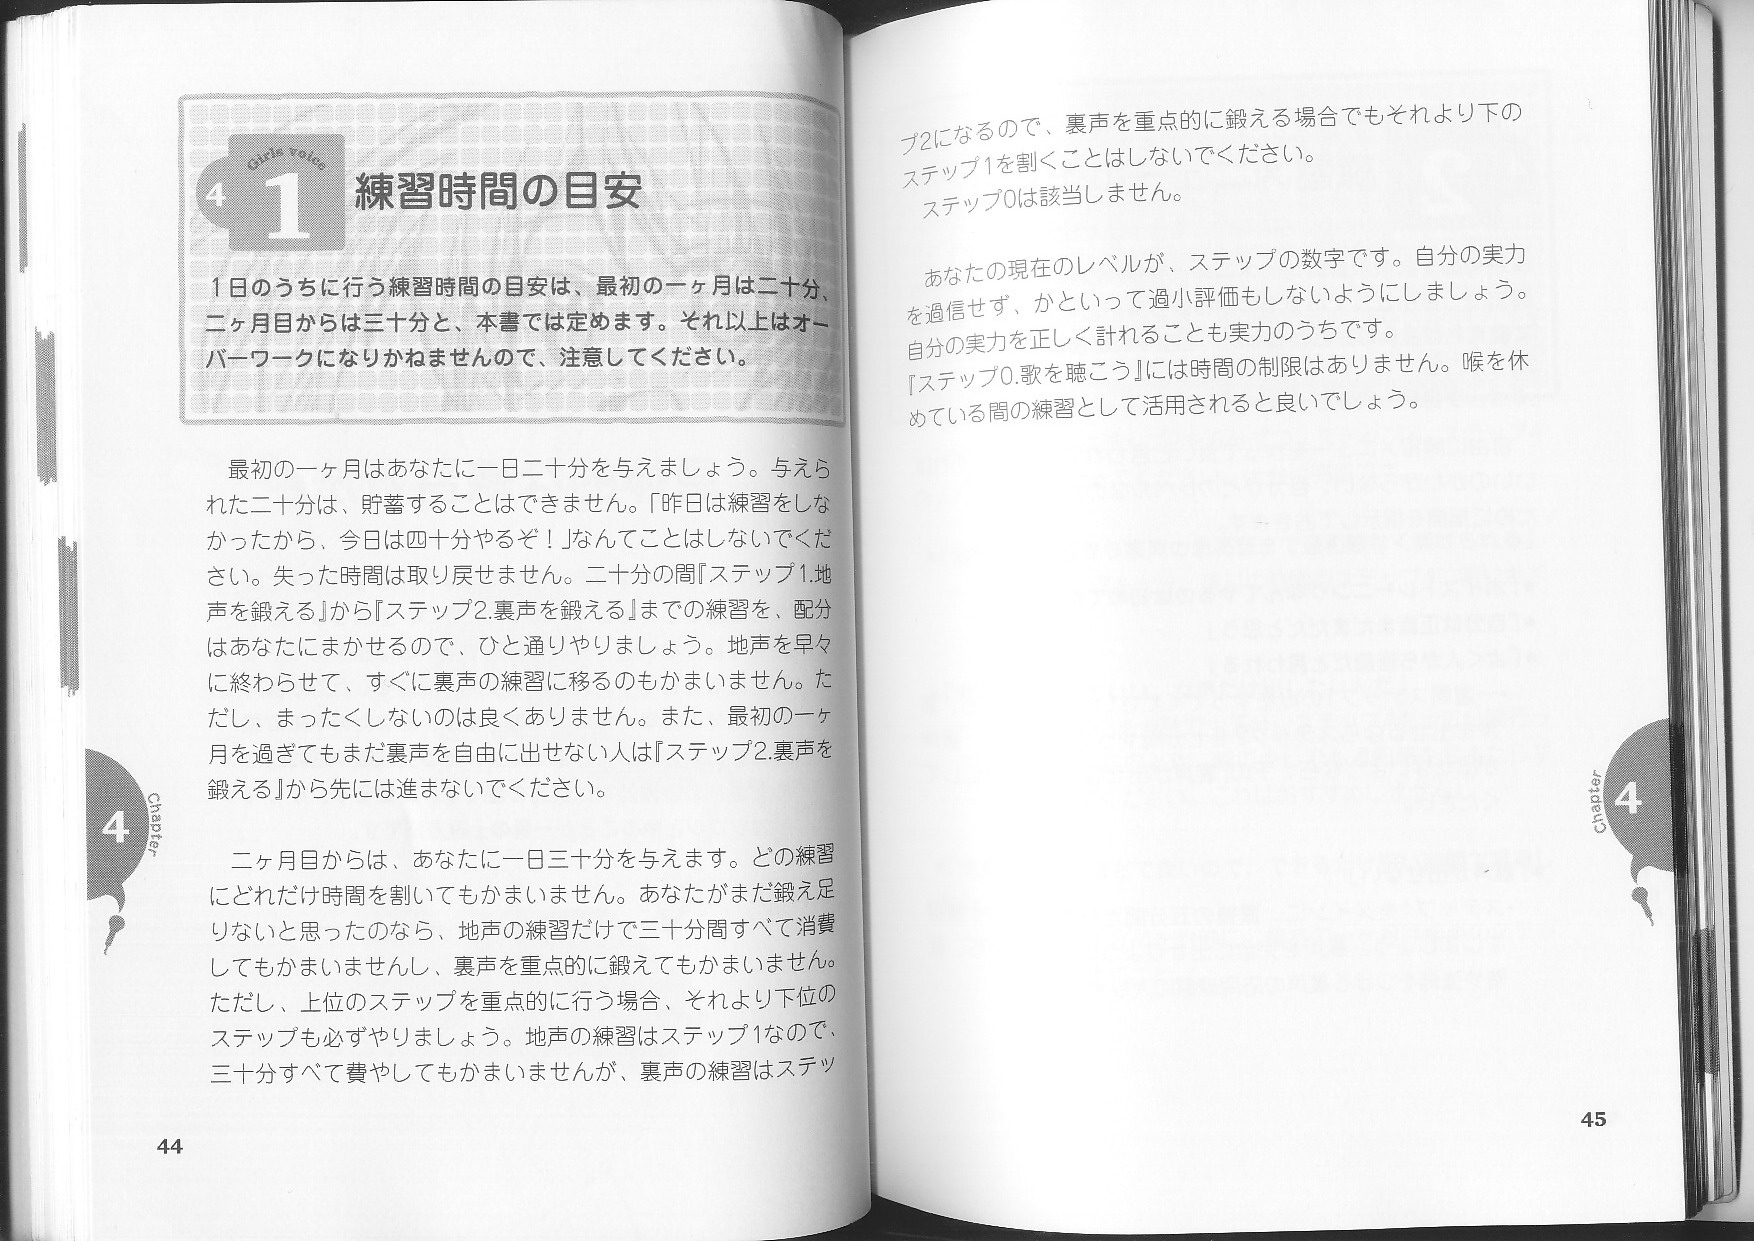 Girls voice
4
1
練習時間の目安
1日のうちに行う練習時間の目安は、最初の一ヶ月は二十分、
二ヶ月目からは三十分と、本書では定めます。それ以上はオー
バーワークになりかねませんので、注意してください。
最初の一ヶ月はあなたに一日二十分を与えましょう。与えら
れた二十分は、貯蓄することはできません。「昨日は練習をしな
かったから、今日は四十分やるぞ！」なんてことはしないでくだ
さい。失った時間は取り戻せません。二十分の間『ステップ1.地
声を鍛える』から『ステップ2.裏声を鍛える』までの練習を、配分
はあなたにまかせるので、ひと通りやりましょう。地声を早々
に終わらせて、すぐに裏声の練習に移るのもかまいません。た
だし、まったくしないのは良くありません。また、最初の一ヶ
月を過ぎてもまだ裏声を自由に出せない人は『ステップ2.裏声を
鍛える』から先には進まないでください。
二ヶ月目からは、あなたに一日三十分を与えます。どの練習
にどれだけ時間を割いてもかまいません。あなたがまだ鍛え足
りないと思ったのなら、地声の練習だけで三十分間すべて消費
してもかまいませんし、裏声を重点的に鍛えてもかまいません。
ただし、上位のステップを重点的に行う場合、それより下位の
ステップも必ずやりましょう。地声の練習はステップ1なので、
三十分すべて費やしてもかまいませんが、裏声の練習はステッ
Chapter
4
44
プ2になるので、裏声を重点的に鍛える場合でもそれより下の
ステップ1を割くことはしないでください。
ステップ0は該当しません。
あなたの現在のレベルが、ステップの数字です。自分の実力
を過信せず、かといって過小評価もしないようにしましょう。
自分の実力を正しく計れることも実力のうちです。
『ステップ0.歌を聴こう』には時間の制限はありません。喉を休
めている間の練習として活用されると良いでしょう。
Chapter
4
45